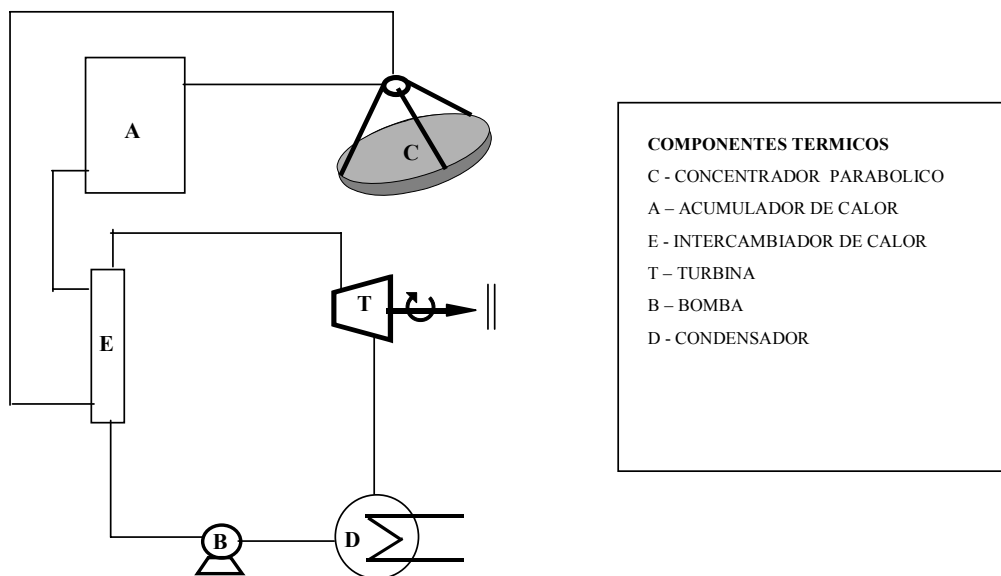 A
C
E
T
B
D
COMPONENTES TERMICOS
C - CONCENTRADOR PARABOLICO
A – ACUMULADOR DE CALOR
E - INTERCAMBIADOR DE CALOR
T – TURBINA
B – BOMBA
D - CONDENSADOR